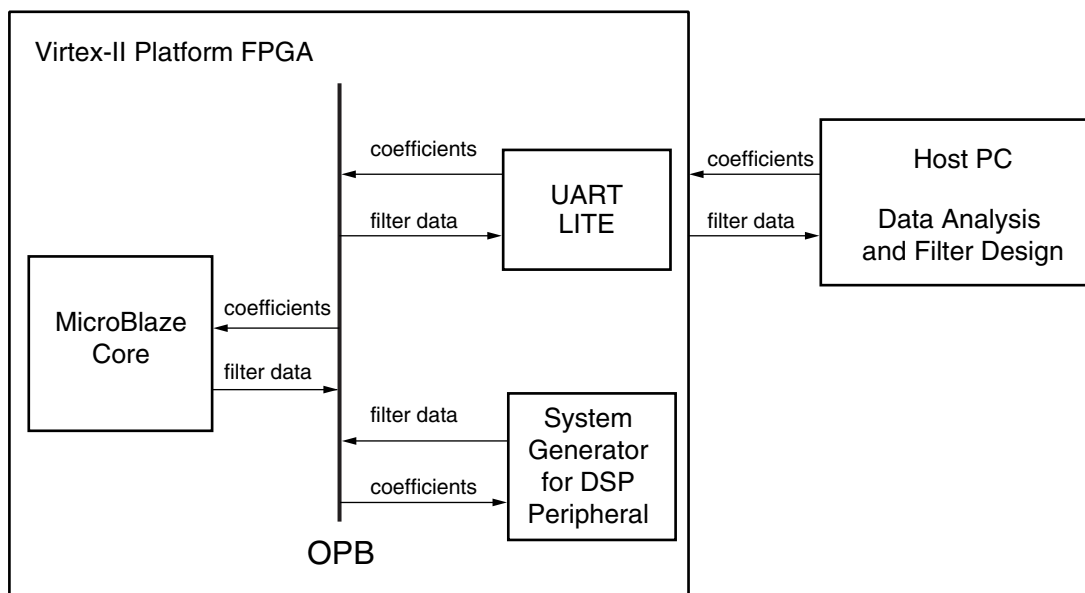 Virtex-II Platform FPGA
coefficients
filter data
UART
LITE
coefficients
filter data
Host PC
Data Analysis
and Filter Design
MicroBlaze
Core
coefficients
filter data
filter data
coefficients
System
Generator
for DSP
Peripheral
OPB